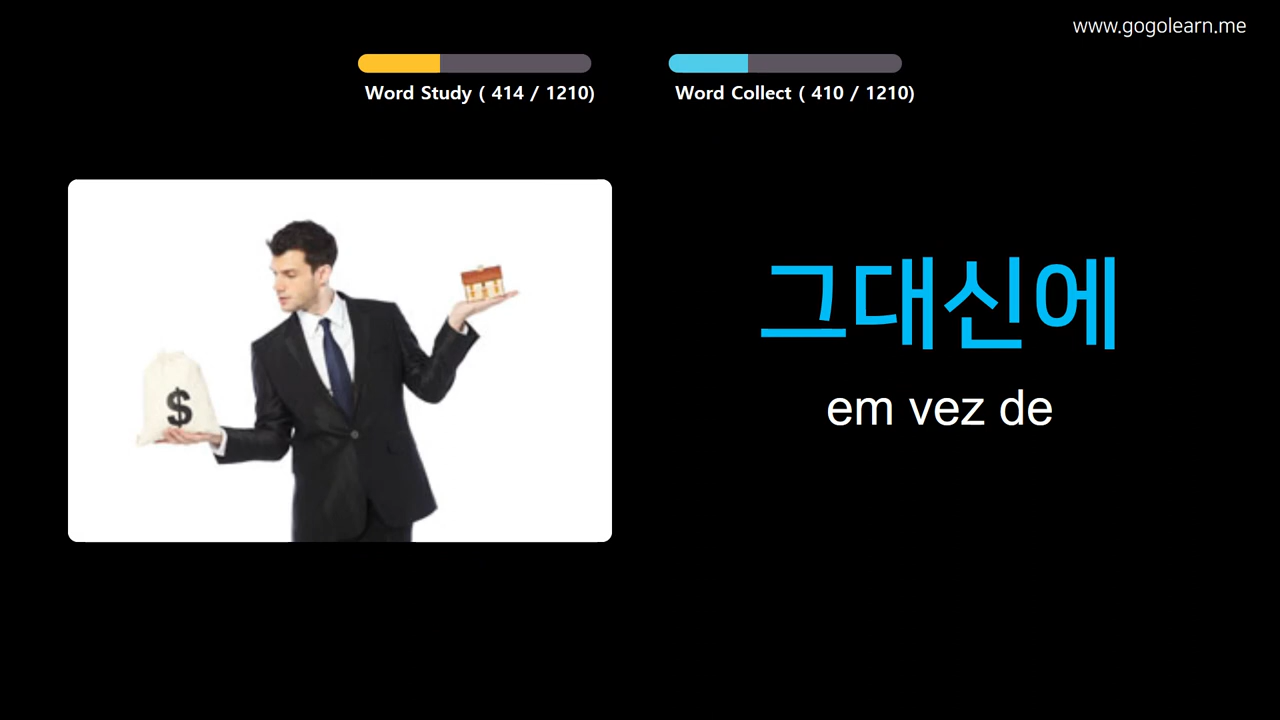 www.gogolearn.me
Word Study ( 414 / 1210)
Word Collect ( 410 / 1210)
그대신에
em vez de
$